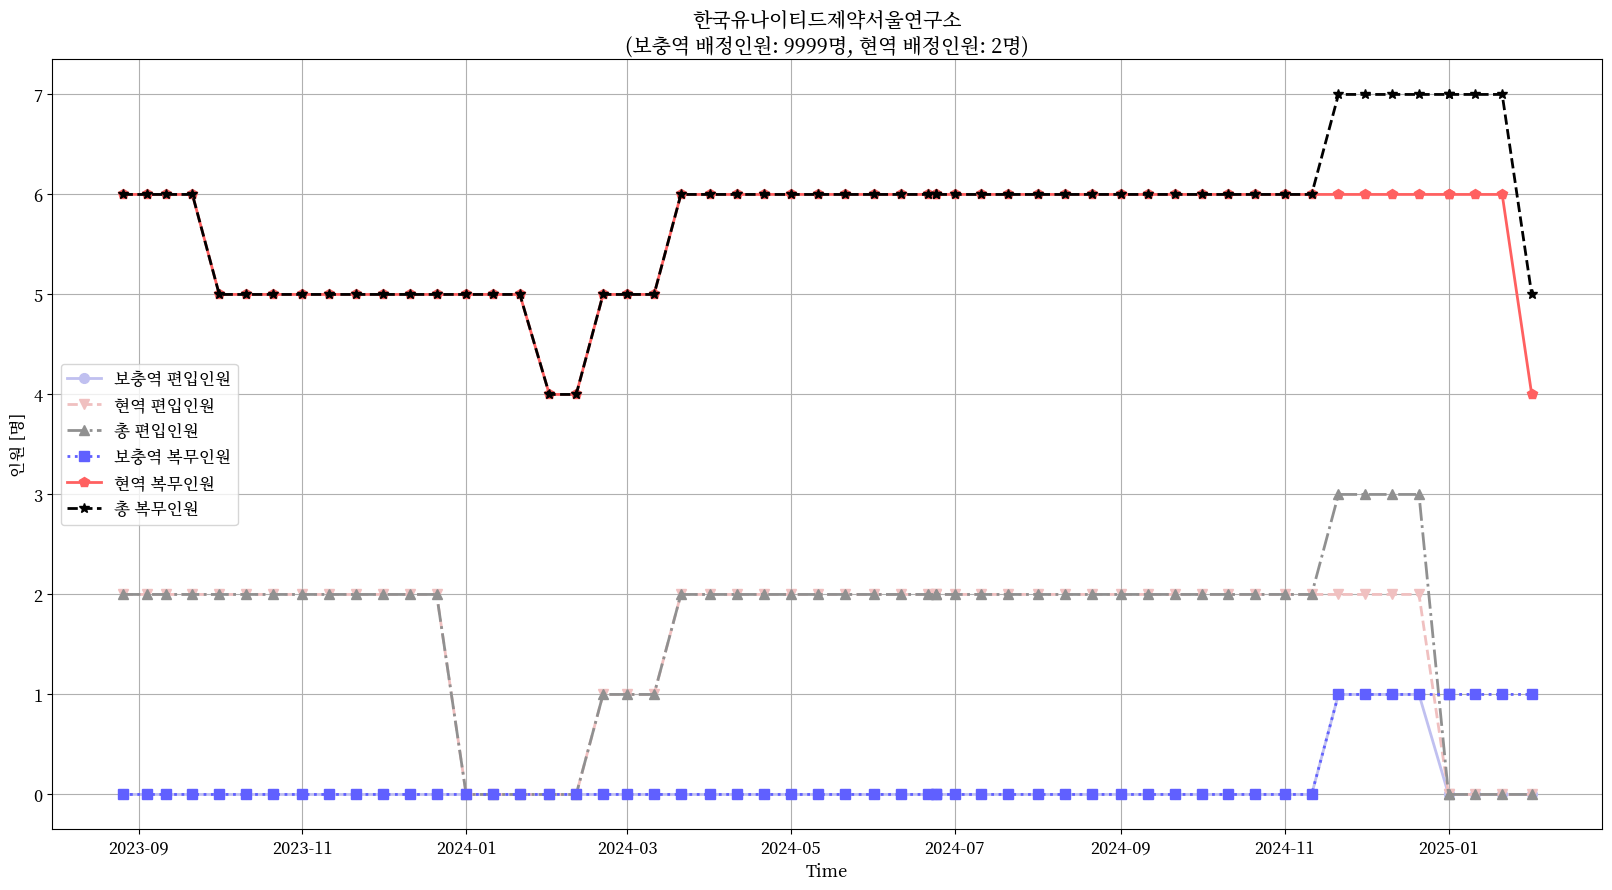 한국유나이티드제약서울연구소
(보충역 배정인원: 9999명, 현역 배정인원: 2명)
7
6
5
4
3
2
1
0
인원 [명]
보충역 편입인원
현역 편입인원
총 편입인원
보충역 복무인원
현역 복무인원
총 복무인원
2023-09
2023-11
2024-01
2024-03
2024-05
2024-07
2024-09
2024-11
2025-01
Time